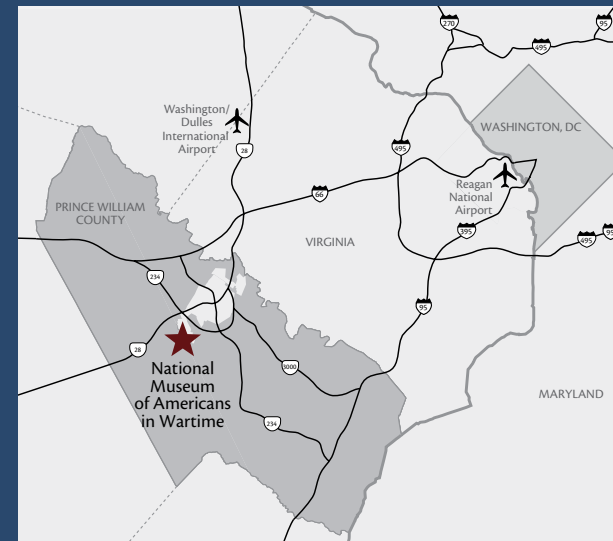 270
95
495
Washington/
Dulles
International
Airport
WASHINGTON, DC
28
495
66
Reagan
National
Airport
PRINCE WILLIAM
COUNTY
VIRGINIA
395
495
95
234
95
28
National
Museum
of Americans
in Wartime
3000
MARYLAND
234